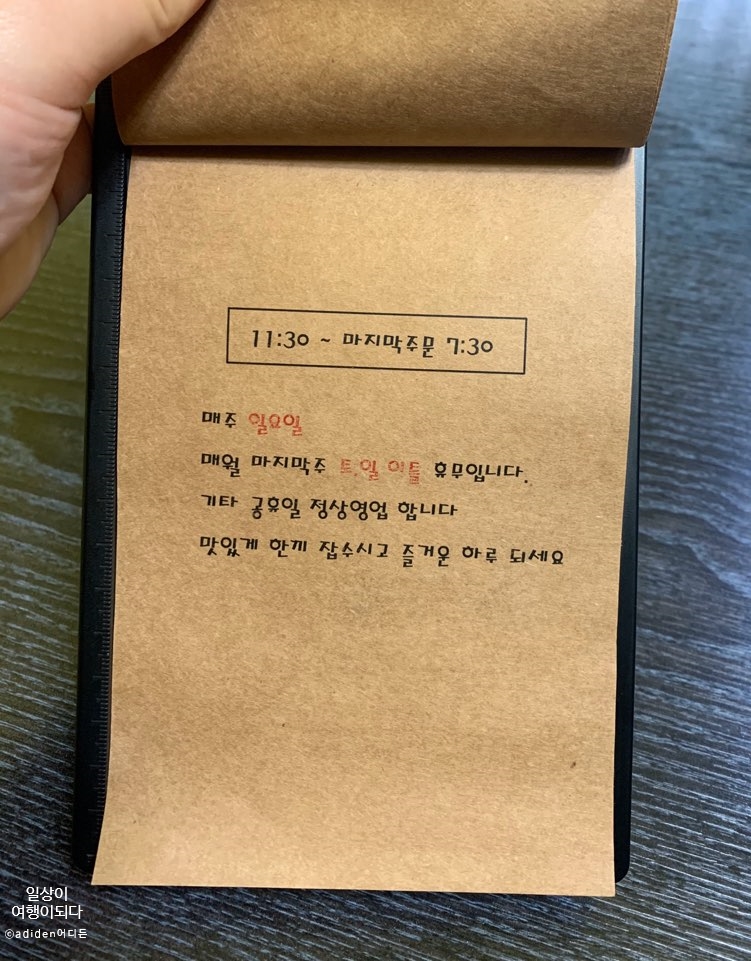 11:30 ~ 마지막주문 7:30
매주 일요일
매월 마지막주 토,일 이틀 휴무입니다.
기타 공휴일 정상영업 합니다
맛있게 한끼 잡수시고 즐거운 하루 되세요
일상이
여행이되다
©adiden어디든